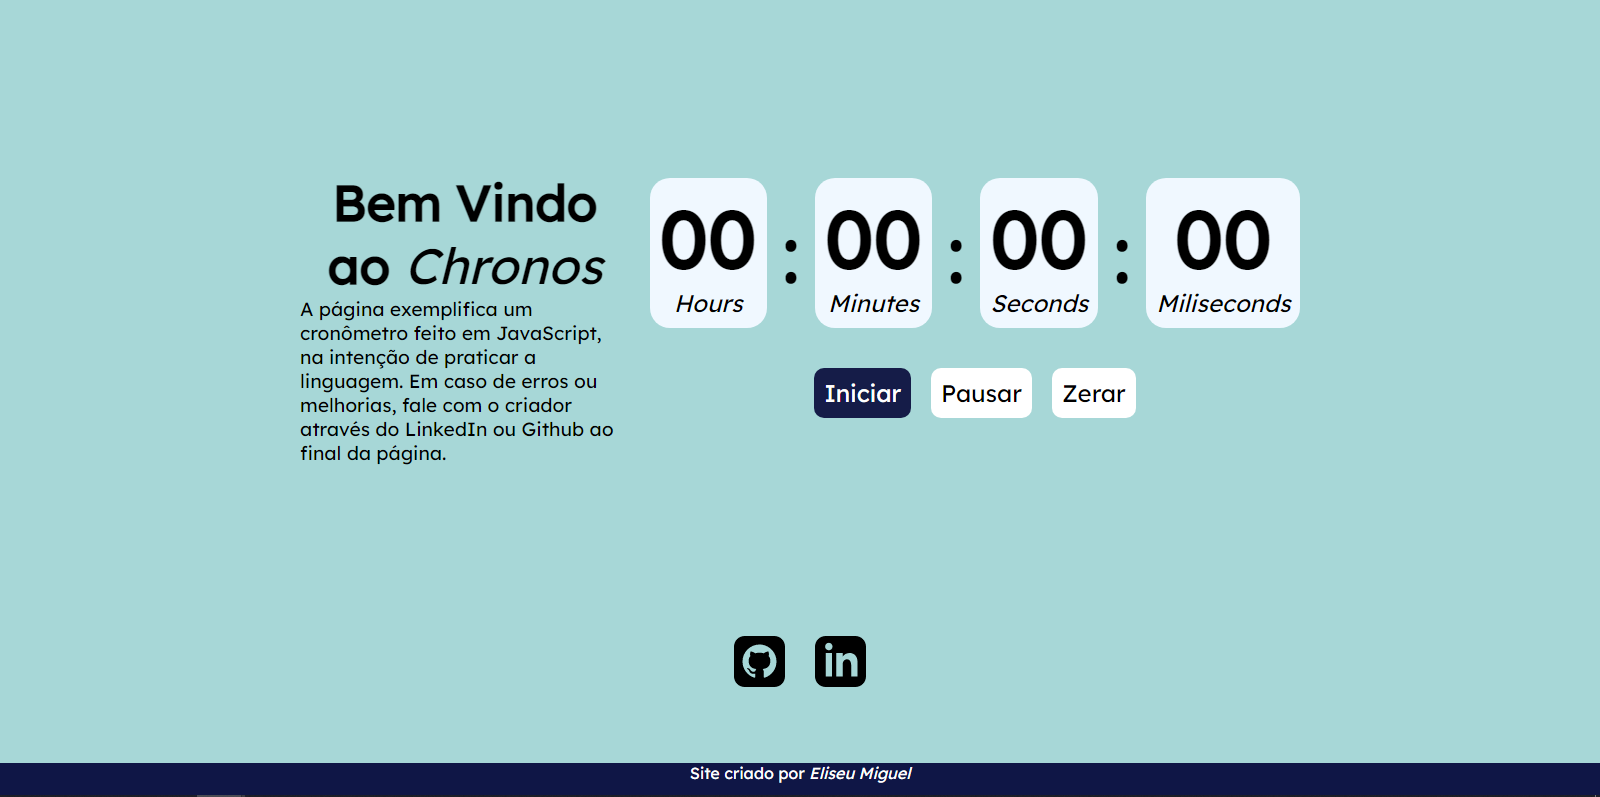 Bem Vindo
ao Chronos
A página exemplifica um
cronômetro feito em JavaScript,
na intenção de praticar a
linguagem. Em caso de erros ou
melhorias, fale com o criador
através do LinkedIn ou Github ao
final da página.
00 : 00 : 00 : 00
Hours Minutes Seconds Miliseconds
Iniciar Pausar Zerar
in
Site criado por Eliseu Miguel